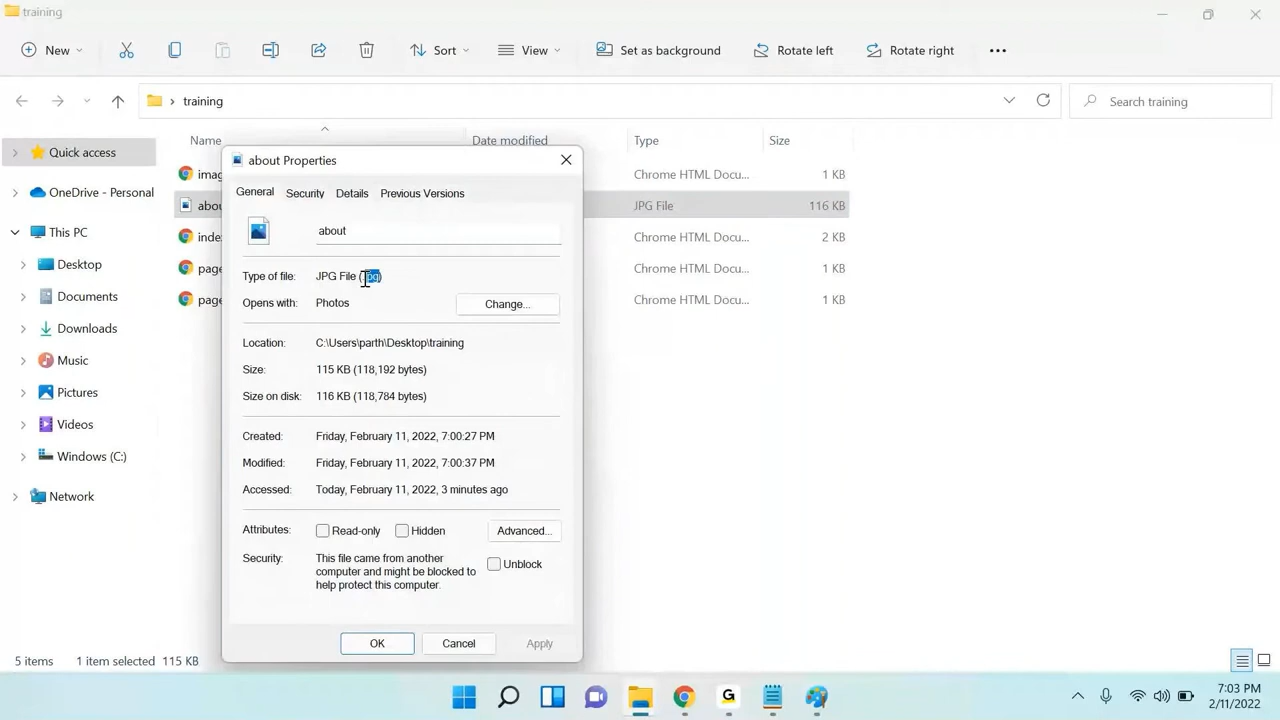 training
New
Sort
View
Set as background
Rotate left
Rotate right
training
Search training
Quick access
OneDrive - Personal
This PC
Desktop
Documents
Downloads
Music
Pictures
Videos
Windows (C:)
Network
Name
Date modified
Type
Size
Chrome HTML Docu... 1 KB
JPG File 116 KB
Chrome HTML Docu... 2 KB
Chrome HTML Docu... 1 KB
Chrome HTML Docu... 1 KB
about Properties
General Security Details Previous Versions
about
Type of file: JPG File
Opens with: Photos Change...
Location: C:\Users\parth\Desktop\training
Size: 115 KB (118,192 bytes)
Size on disk: 116 KB (118,784 bytes)
Created: Friday, February 11, 2022, 7:00:27 PM
Modified: Friday, February 11, 2022, 7:00:37 PM
Accessed: Today, February 11, 2022, 3 minutes ago
Attributes: Read-only Hidden Advanced...
Security: This file came from another
computer and might be blocked to
help protect this computer.
Unblock
OK Cancel Apply
5 items 1 item selected 115 KB
G
7:03 PM
2/11/2022